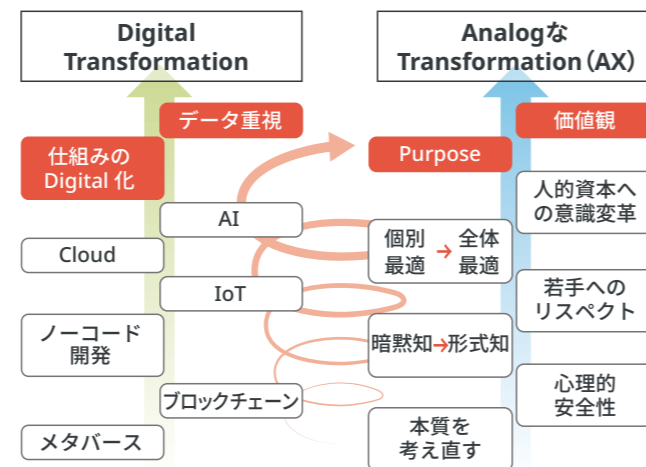 Digital
Transformation
データ重視
仕組みの
Digital 化
AI
Cloud
IoT
ノーコード
開発
ブロックチェーン
メタバース
Analogな
Transformation(AX)
価値観
Purpose
人的資本へ
の意識変革
個別
最適
→
全体
最適
若手への
リスペクト
暗黙知→形式知
心理的
安全性
本質を
考え直す